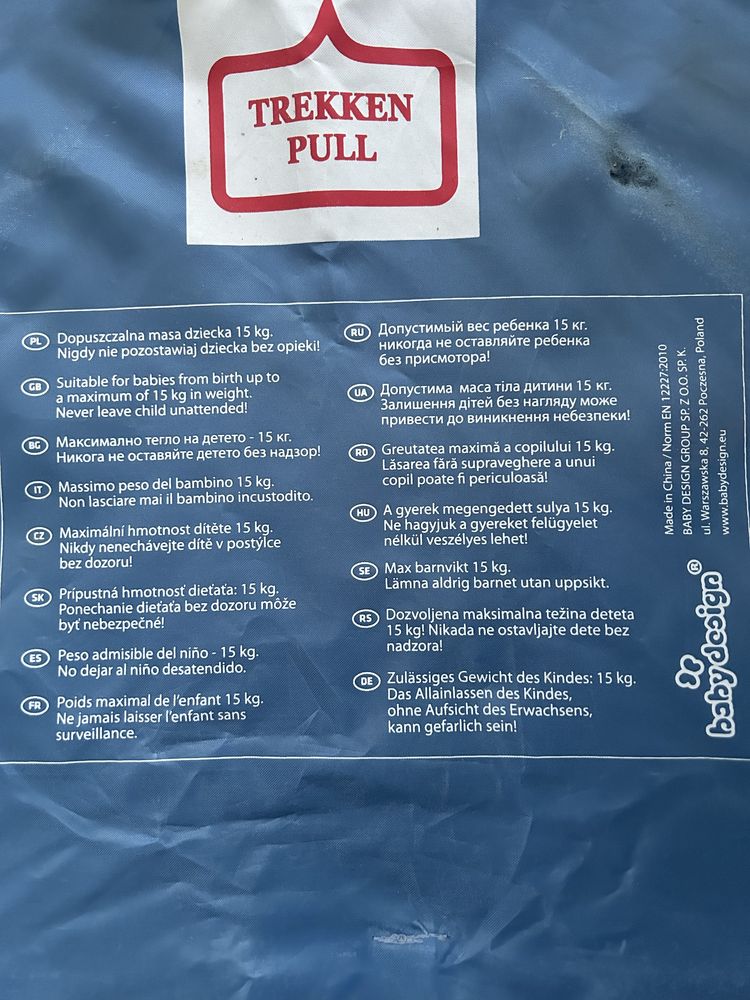 TREKKEN
PULL
PL Dopuszczalna masa dziecka 15 kg.
Nigdy nie pozostawiaj dziecka bez opieki!
GB Suitable for babies from birth up to
a maximum of 15 kg in weight.
Never leave child unattended!
BG Максимално тегло на детето - 15 кг.
Никога не оставяйте детето без надзор!
IT Massimo peso del bambino 15 kg.
Non lasciare mai il bambino incustodito.
CZ Maximální hmotnost dítěte 15 kg.
Nikdy nenechávejte dítě v postýlce
bez dozoru!
SK Prípustná hmotnosť dieťaťa: 15 kg.
Ponechanie dieťaťa bez dozoru môže
byť nebezpečné!
ES Peso admisible del niño - 15 kg.
No dejar al niño desatendido.
FR Poids maximal de l'enfant 15 kg.
Ne jamais laisser l'enfant sans
surveillance.
RU Допустимый вес ребенка 15 кг.
никогда не оставляйте ребенка
без присмотора!
UA Допустима маса тіла дитини 15 кг.
Залишення дітей без нагляду може
привести до виникнення небезпеки!
RO Greutatea maximă a copilului 15 kg.
Lăsarea fără supraveghere a unui
copil poate fi periculoasă!
HU A gyerek megengedett sulya 15 kg.
Ne hagyjuk a gyereket felügyelet
nélkül veszélyes lehet!
SE Max barnvikt 15 kg.
Lämna aldrig barnet utan uppsikt.
RS Dozvoljena maksimalna težina deteta
15 kg! Nikada ne ostavljajte dete bez
nadzora!
DE Zulässiges Gewicht des Kindes: 15 kg.
Das Allainlassen des Kindes,
ohne Aufsicht des Erwachsens,
kann gefarlich sein!
Made in China / Norm EN 12227:2010
BABY DESIGN GROUP SP. Z O.O. SP. K.
ul. Warszawska 8, 42-262 Poczesna, Poland
www.babydesign.eu
babydesign®